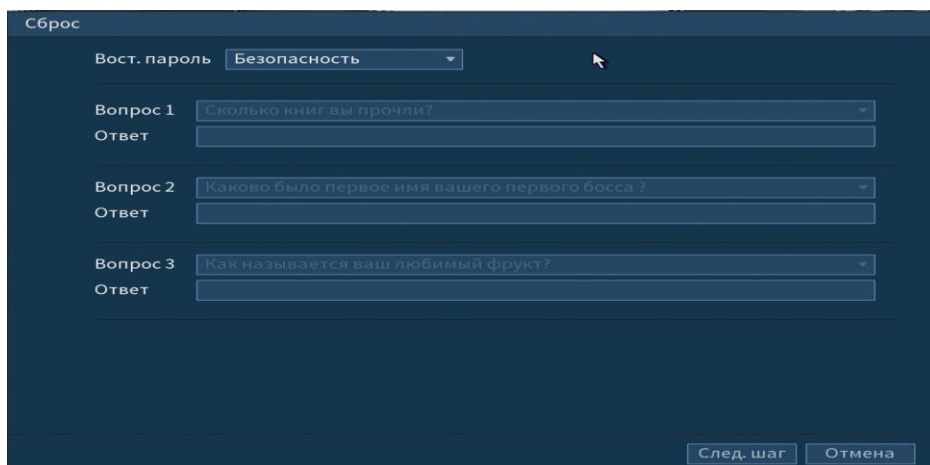 Сброс
Вост. пароль Безопасность
Вопрос 1 Сколько книг вы прочли?
Ответ
Вопрос 2 Каково было первое имя вашего первого босса ?
Ответ
Вопрос 3 Как называется ваш любимый фрукт?
Ответ
След. шаг Отмена